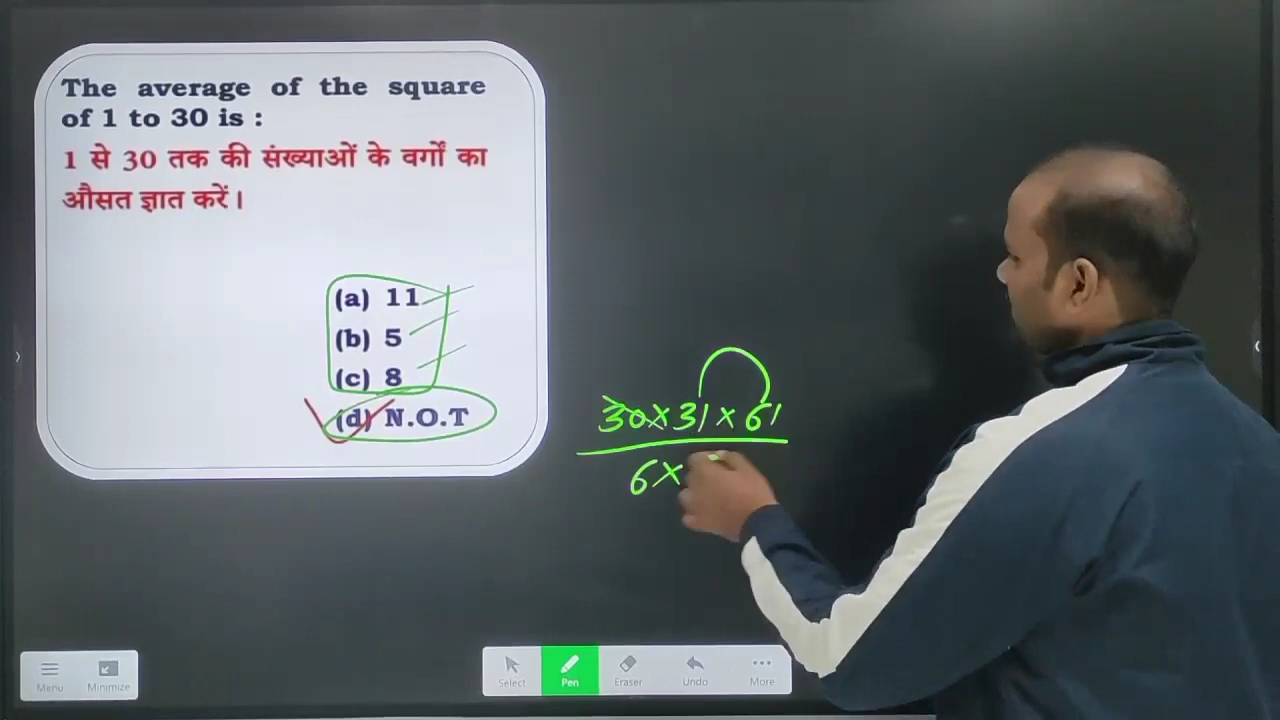 The average of the square
of 1 to 30 is :
1 से 30 तक की संख्याओं के वर्गों का
औसत ज्ञात करें।
(a) 11
(b) 5
(c) 8
(d) N.O.T
30×31×61
6×
Menu
Minimize
Select
Pen
Eraser
Undo
More